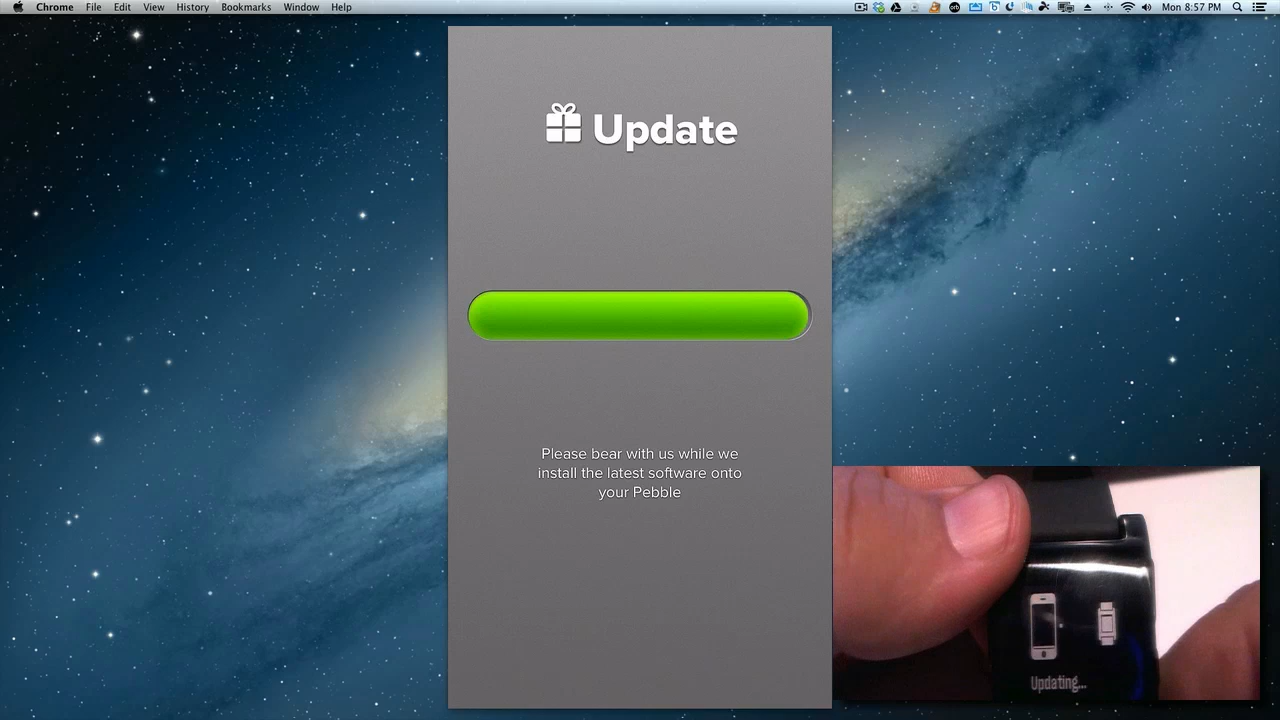 Chrome File Edit View History Bookmarks Window Help Mon 8:57 PM
Update
Please bear with us while we
install the latest software onto
your Pebble
Updating...